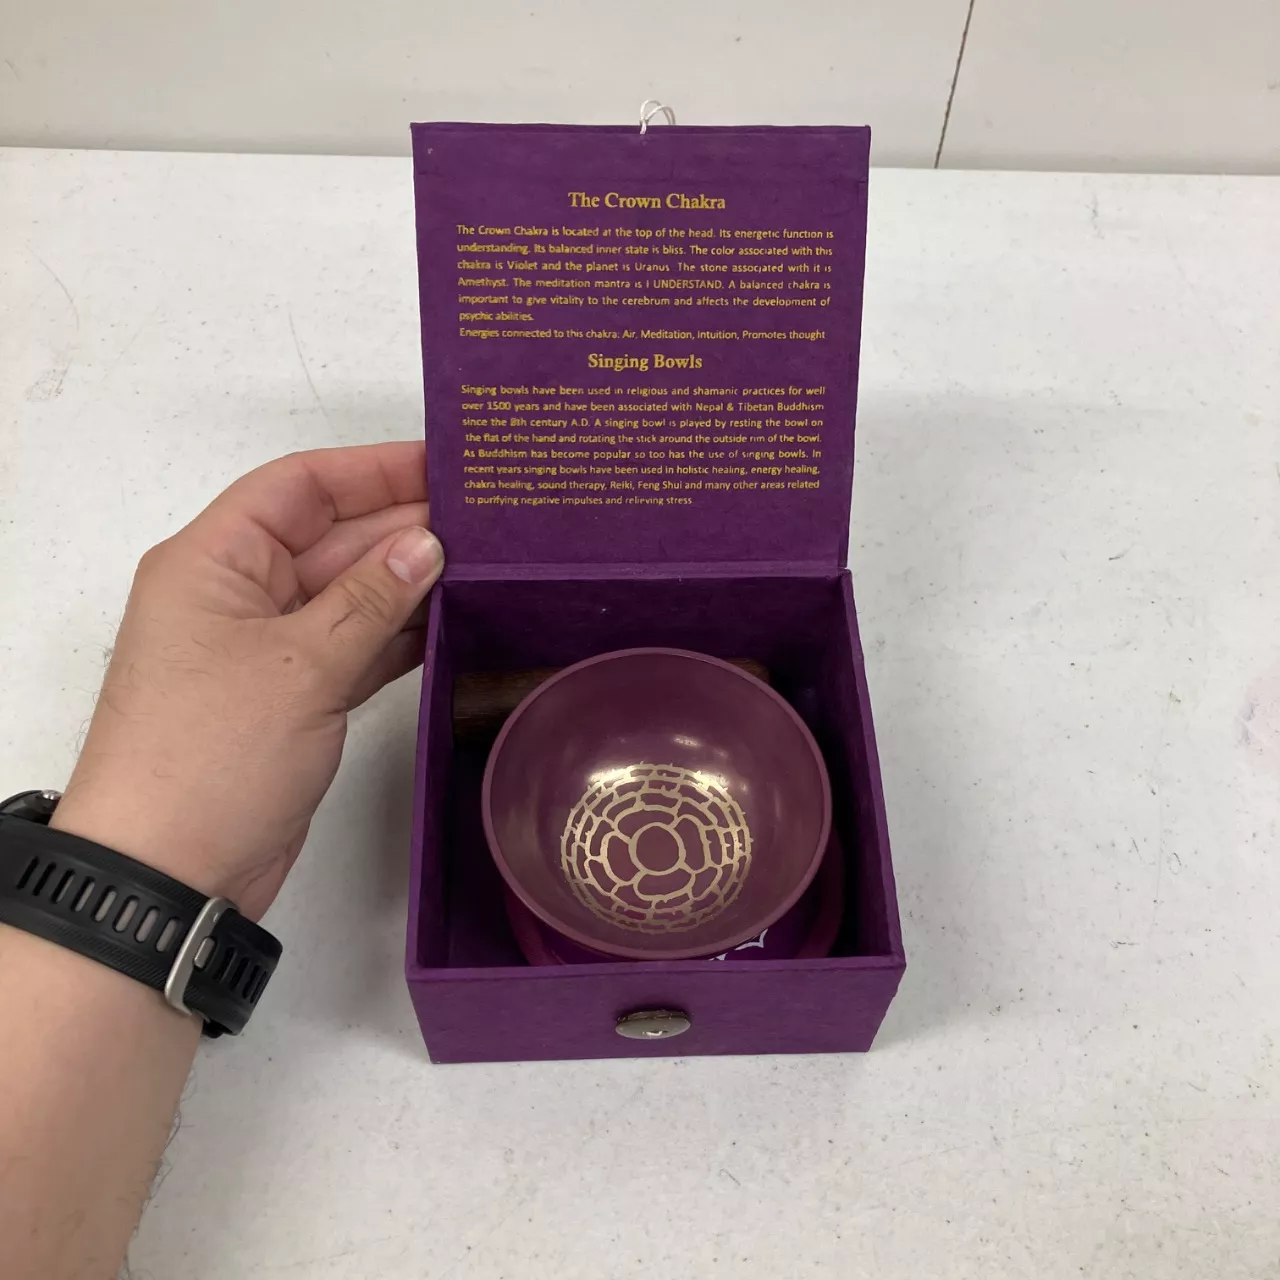 The Crown Chakra
The Crown Chakra is located at the top of the head. Its energetic function is
understanding. Its balanced inner state is bliss. The color associated with this
chakra is Violet and the planet is Uranus. The stone associated with it is
Amethyst. The meditation mantra is I UNDERSTAND. A balanced chakra is
important to give vitality to the cerebrum and affects the development of
psychic abilities.
Energies connected to this chakra: Air, Meditation, Intuition, Promotes thought
Singing Bowls
Singing bowls have been used in religious and shamanic practices for well
over 1500 years and have been associated with Nepal & Tibetan Buddhism
since the 8th century A.D. A singing bowl is played by resting the bowl on
the flat of the hand and rotating the stick around the outside rim of the bowl.
As Buddhism has become popular so too has the use of singing bowls. In
recent years singing bowls have been used in holistic healing, energy healing,
chakra healing, sound therapy, Reiki, Feng Shui and many other areas related
to purifying negative impulses and relieving stress.